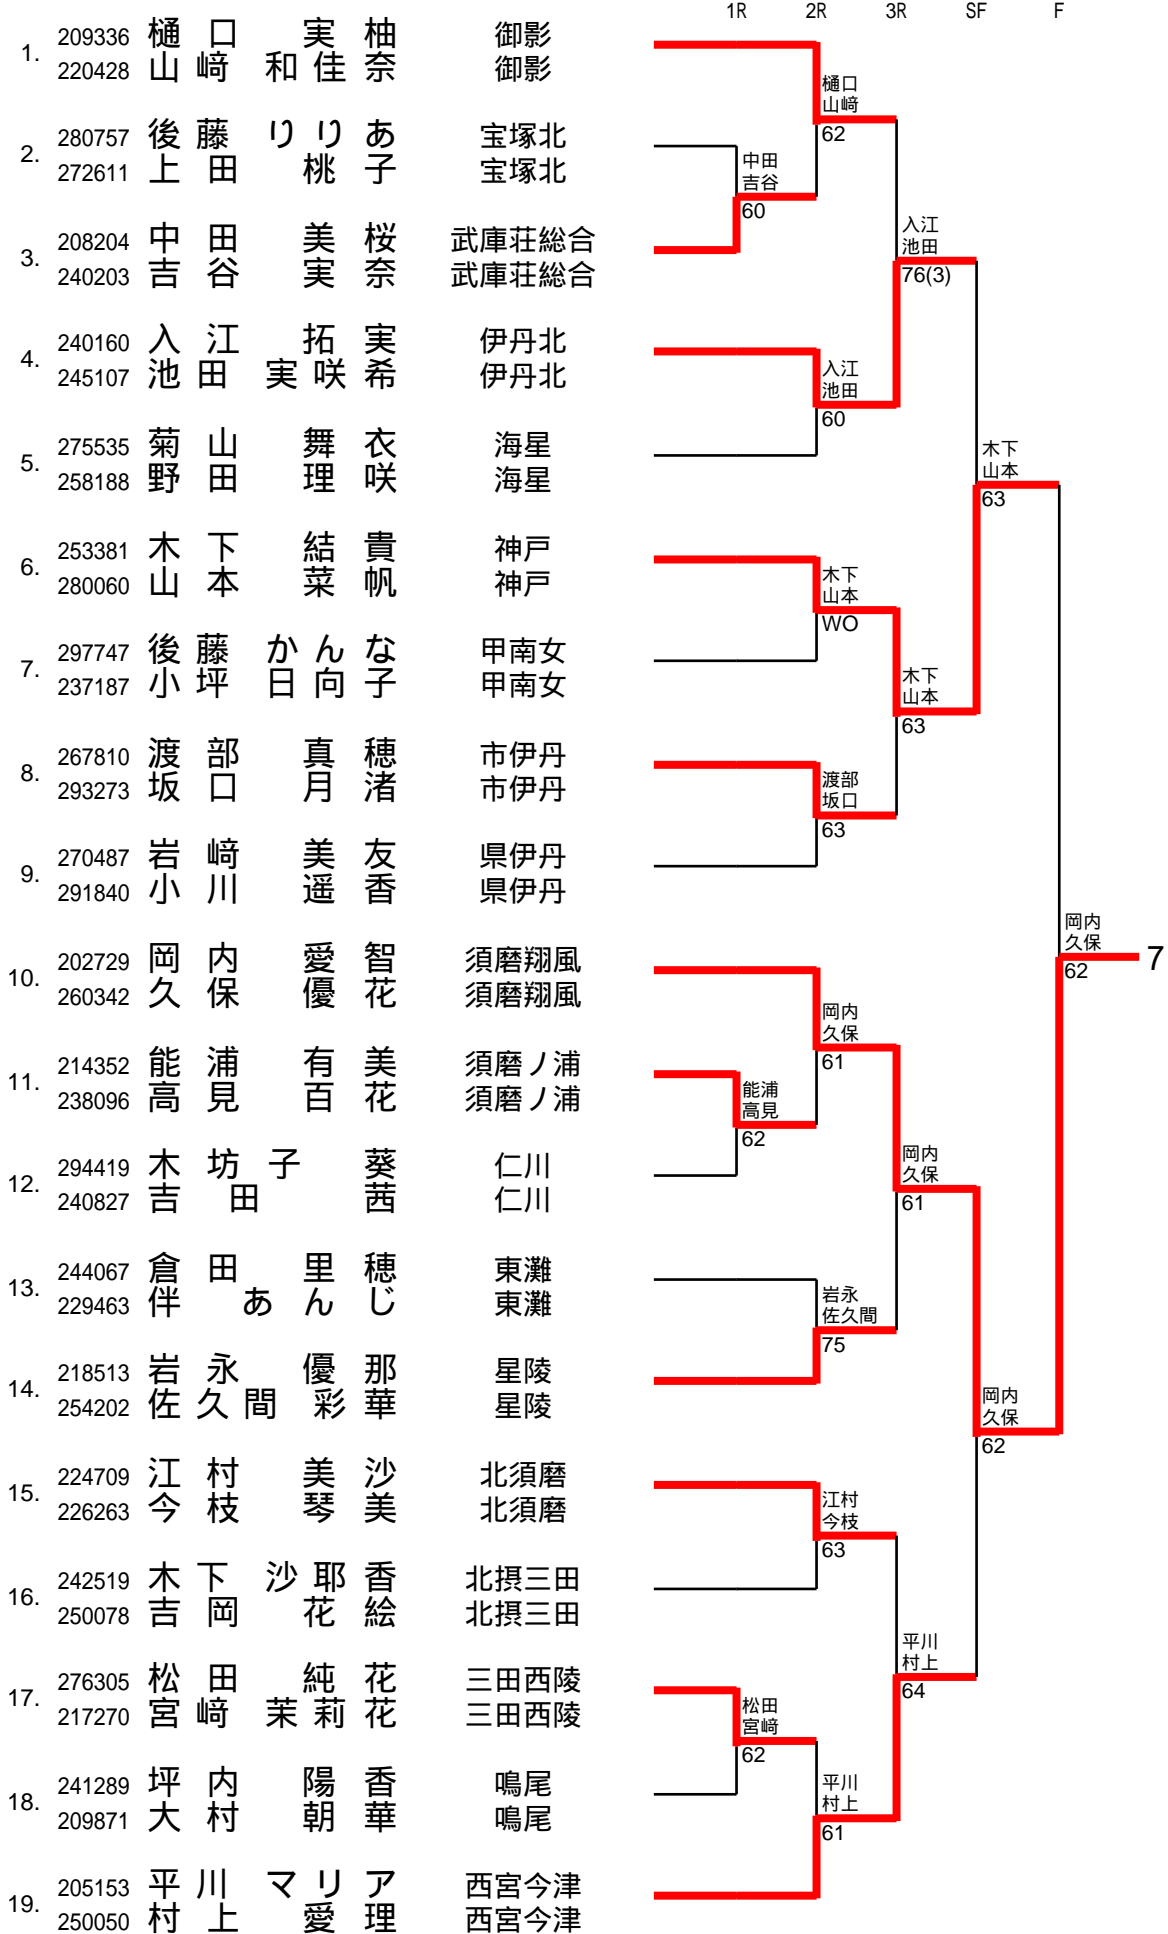 1R 2R 3R SF F
1. 209336 樋口 実柚 御影
220428 山﨑 和佳奈 御影
2. 280757 後藤 りりあ 宝塚北
272611 上田 桃子 宝塚北
3. 208204 中田 美桜 武庫荘総合
240203 吉谷 実奈 武庫荘総合
4. 240160 入江 拓実 伊丹北
245107 池田 実咲希 伊丹北
5. 275535 菊山 舞衣 海星
258188 野田 理咲 海星
6. 253381 木下 結貴 神戸
280060 山本 菜帆 神戸
7. 297747 後藤 かんな 甲南女
237187 小坪 日向子 甲南女
8. 267810 渡部 真穂 市伊丹
293273 坂口 月渚 市伊丹
9. 270487 岩﨑 美友 県伊丹
291840 小川 遥香 県伊丹
10. 202729 岡内 愛智 須磨翔風
260342 久保 優花 須磨翔風
11. 214352 能浦 有美 須磨ノ浦
238096 高見 百花 須磨ノ浦
12. 294419 木坊子 葵 仁川
240827 吉田 茜 仁川
13. 244067 倉田 里穂 東灘
229463 伴 あんじ 東灘
14. 218513 岩永 優那 星陵
254202 佐久間 彩華 星陵
15. 224709 江村 美沙 北須磨
226263 今枝 琴美 北須磨
16. 242519 木下 沙耶香 北摂三田
250078 吉岡 花絵 北摂三田
17. 276305 松田 純花 三田西陵
217270 宮﨑 茉莉花 三田西陵
18. 241289 坪内 陽香 鳴尾
209871 大村 朝華 鳴尾
19. 205153 平川 マリア 西宮今津
250050 村上 愛理 西宮今津
中田
吉谷
60
能浦
高見
62
松田
宮﨑
62
樋口
山﨑
62
入江
池田
60
木下
山本
WO
渡部
坂口
63
岡内
久保
61
岩永
佐久間
75
江村
今枝
63
平川
村上
61
入江
池田
76(3)
木下
山本
63
岡内
久保
61
平川
村上
64
木下
山本
63
岡内
久保
62
岡内
久保
62
7